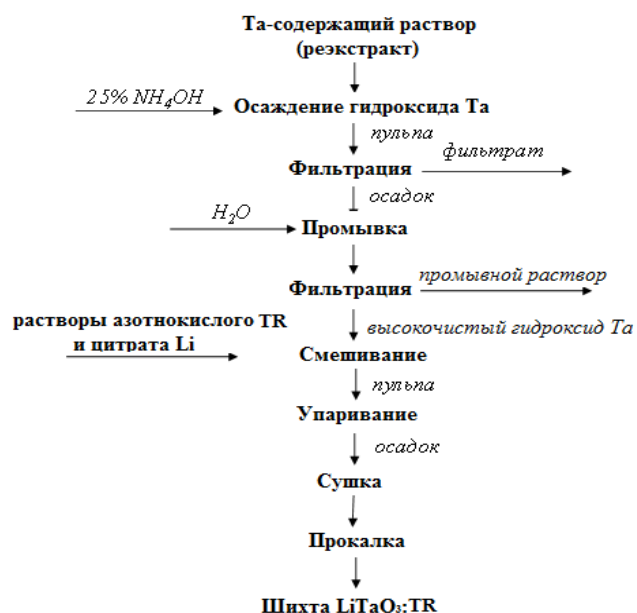 Та-содержащий раствор
(реэкстракт)
25% NH₄OH
Осаждение гидроксида Та
пульпа
Фильтрация
фильтрат
осадок
H₂O
Промывка
Фильтрация
промывной раствор
растворы азотнокислого TR
и цитрата Li
высокочистый гидроксид Та
Смешивание
пульпа
Упаривание
осадок
Сушка
Прокалка
Шихта LiTaO₃:TR